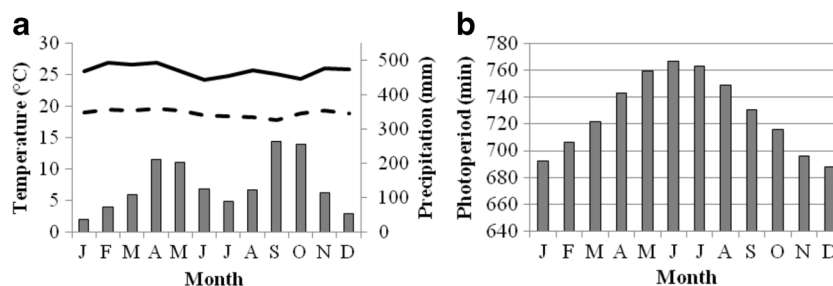 a
30
25
20
15
10
5
0
Temperature (°C)
500
400
300
200
100
0
Precipitation (mm)
J F M A M J J A S O N D
Month
b
780
760
740
720
700
680
660
640
Photoperiod (min)
J F M A M J J A S O N D
Month